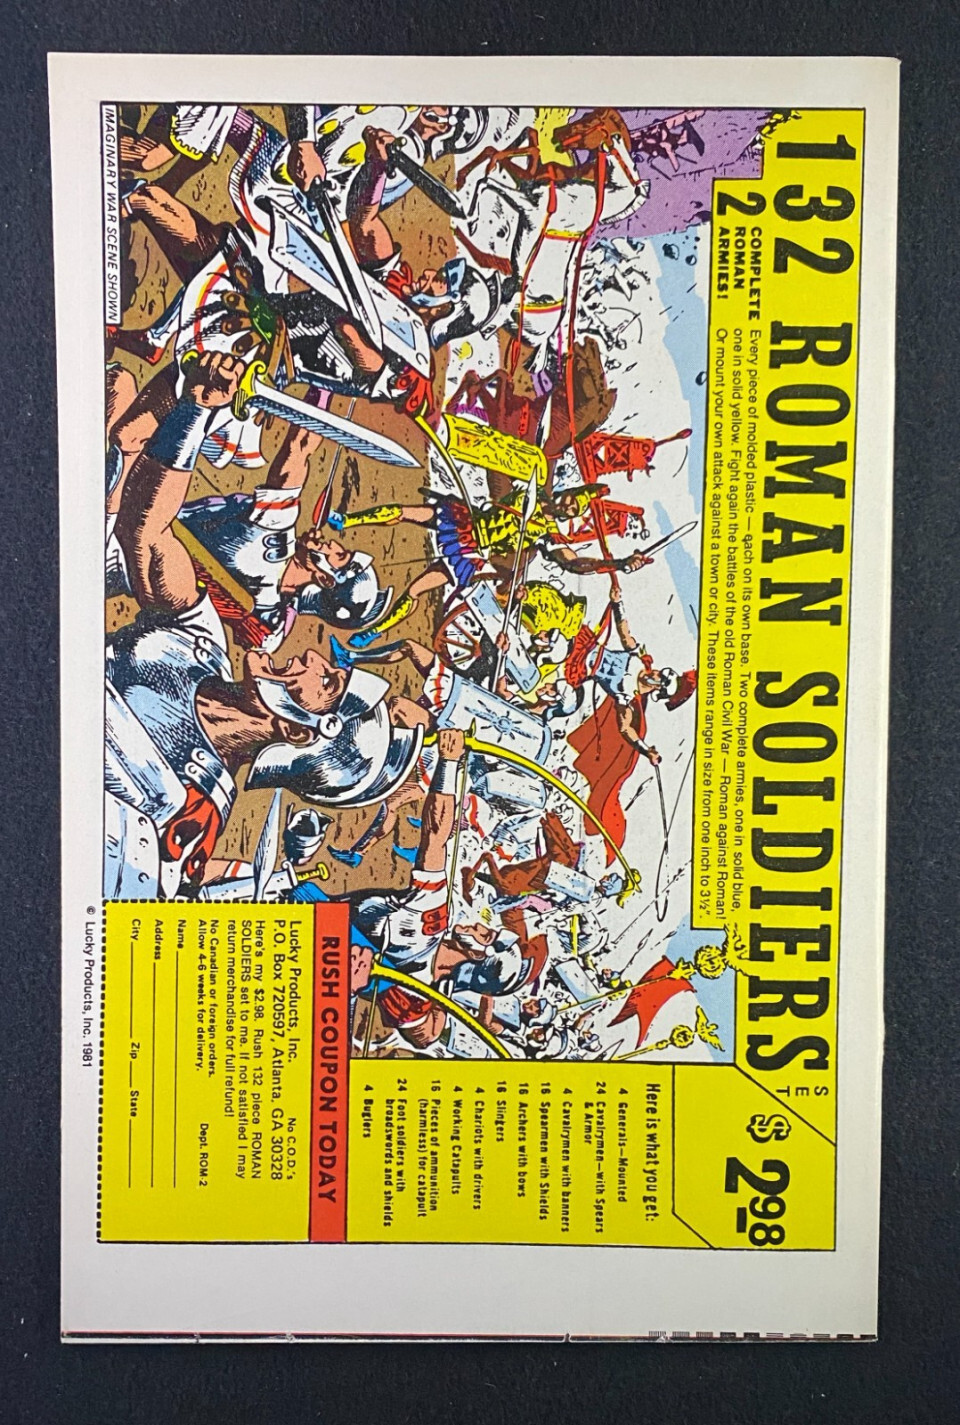 132 ROMAN SOLDIERS
SET
$2.98
2 COMPLETE
ROMAN
ARMIES!
Every piece of molded plastic — each on its own base. Two complete armies, one in solid blue,
one in solid yellow. Fight again the battles of the old Roman Civil War — Roman against Roman!
Or mount your own attack against a town or city. These items range in size from one inch to 3½".
Here is what you get:
4 Generals—Mounted
24 Cavalrymen—with Spears
& Armor
4 Cavalrymen with banners
16 Spearmen with Shields
16 Archers with bows
16 Slingers
4 Chariots with drivers
4 Working Catapults
16 Pieces of ammunition
(harmless) for catapult
24 Foot soldiers with
broadswords and shields
4 Buglers
RUSH COUPON TODAY
Lucky Products, Inc. No C.O.D.'s
P.O. Box 720597, Atlanta, GA 30328
Here's my $2.98. Rush 132 piece ROMAN
SOLDIERS set to me. If not satisfied I may
return merchandise for full refund!
No Canadian or foreign orders.
Allow 4-6 weeks for delivery. Dept. ROM-2
Name
Address
City Zip State
IMAGINARY WAR SCENE SHOWN
© Lucky Products, Inc. 1981